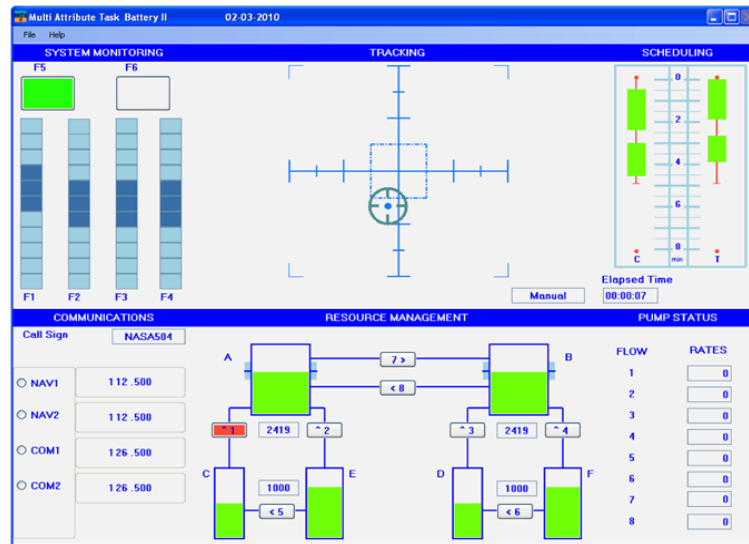 Multi Attribute Task Battery II 02-03-2010
File Help
SYSTEM MONITORING
F5 F6
F1 F2 F3 F4
TRACKING
Manual
SCHEDULING
0
2
4
6
8
C min T
Elapsed Time
00:00:07
COMMUNICATIONS
Call Sign NASA504
NAV1 112.500
NAV2 112.500
COM1 126.500
COM2 126.500
RESOURCE MANAGEMENT
A 7 > B
< 8
^ 1 2419 ^ 2 ^ 3 2419 ^ 4
C E D F
1000 1000
< 5 < 6
PUMP STATUS
FLOW RATES
1 0
2 0
3 0
4 0
5 0
6 0
7 0
8 0